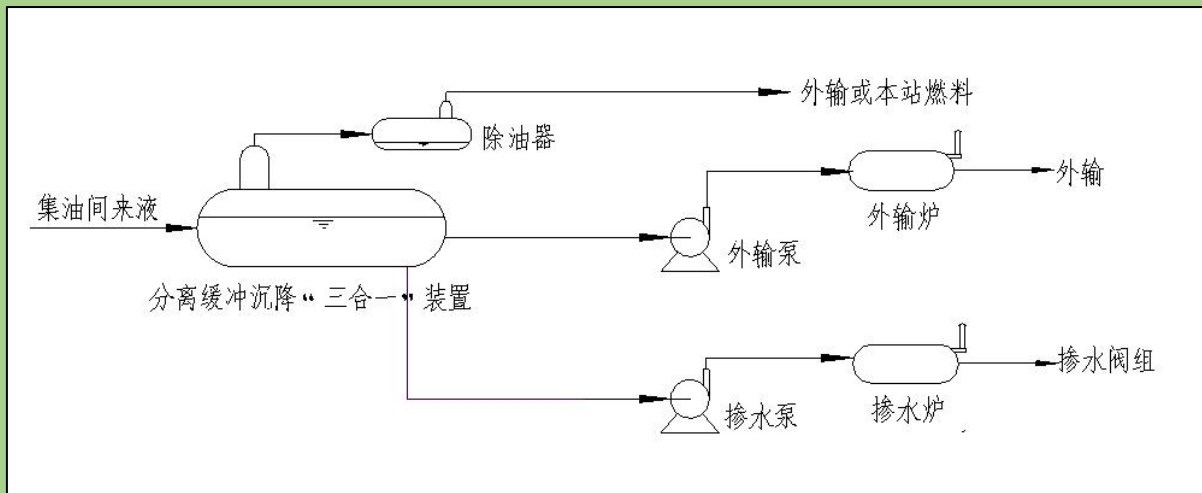 外输或本站燃料
除油器
外输
集油间来液
外输炉
外输泵
分离缓冲沉降“三合一”装置
掺水阀组
掺水炉
掺水泵